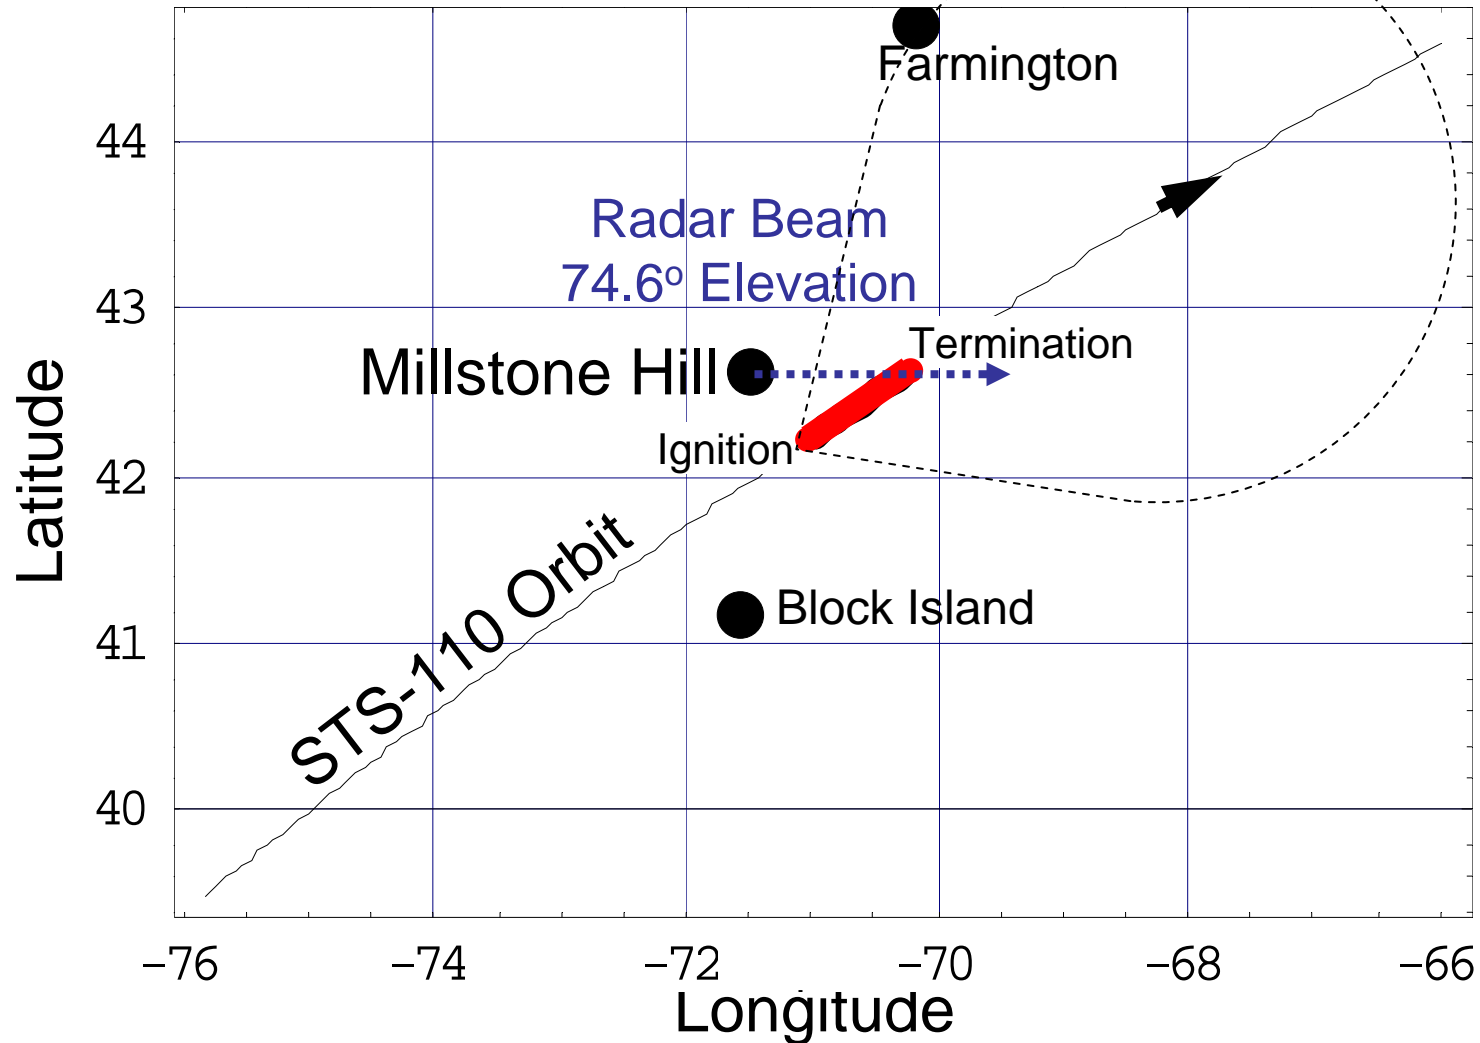 Farmington
44
Radar Beam
74.6º Elevation
43
Termination
Millstone Hill
Ignition
42
Latitude
STS-110 Orbit
Block Island
41
40
-76
-74
-72
-70
-68
-66
Longitude